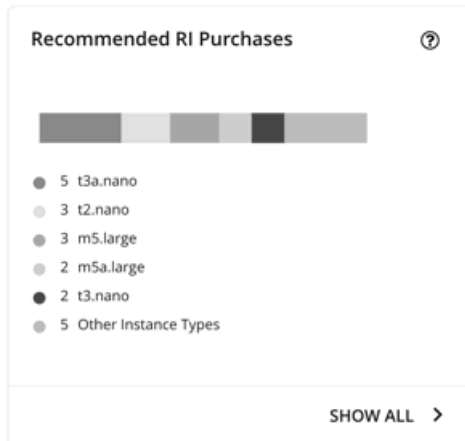 Recommended RI Purchases
5 t3a.nano
3 t2.nano
3 m5.large
2 m5a.large
2 t3.nano
5 Other Instance Types
SHOW ALL